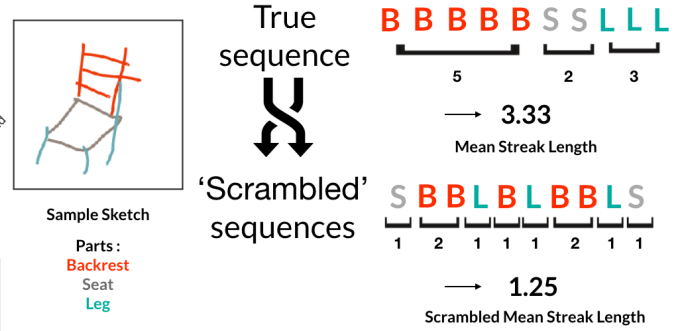 Sample Sketch
Parts :
Backrest
Seat
Leg
True
sequence
‘Scrambled’
sequences
B B B B B S S L L L
5 2 3
3.33
Mean Streak Length
S B B L B L B B L S
1 2 1 1 1 2 1 1
1.25
Scrambled Mean Streak Length